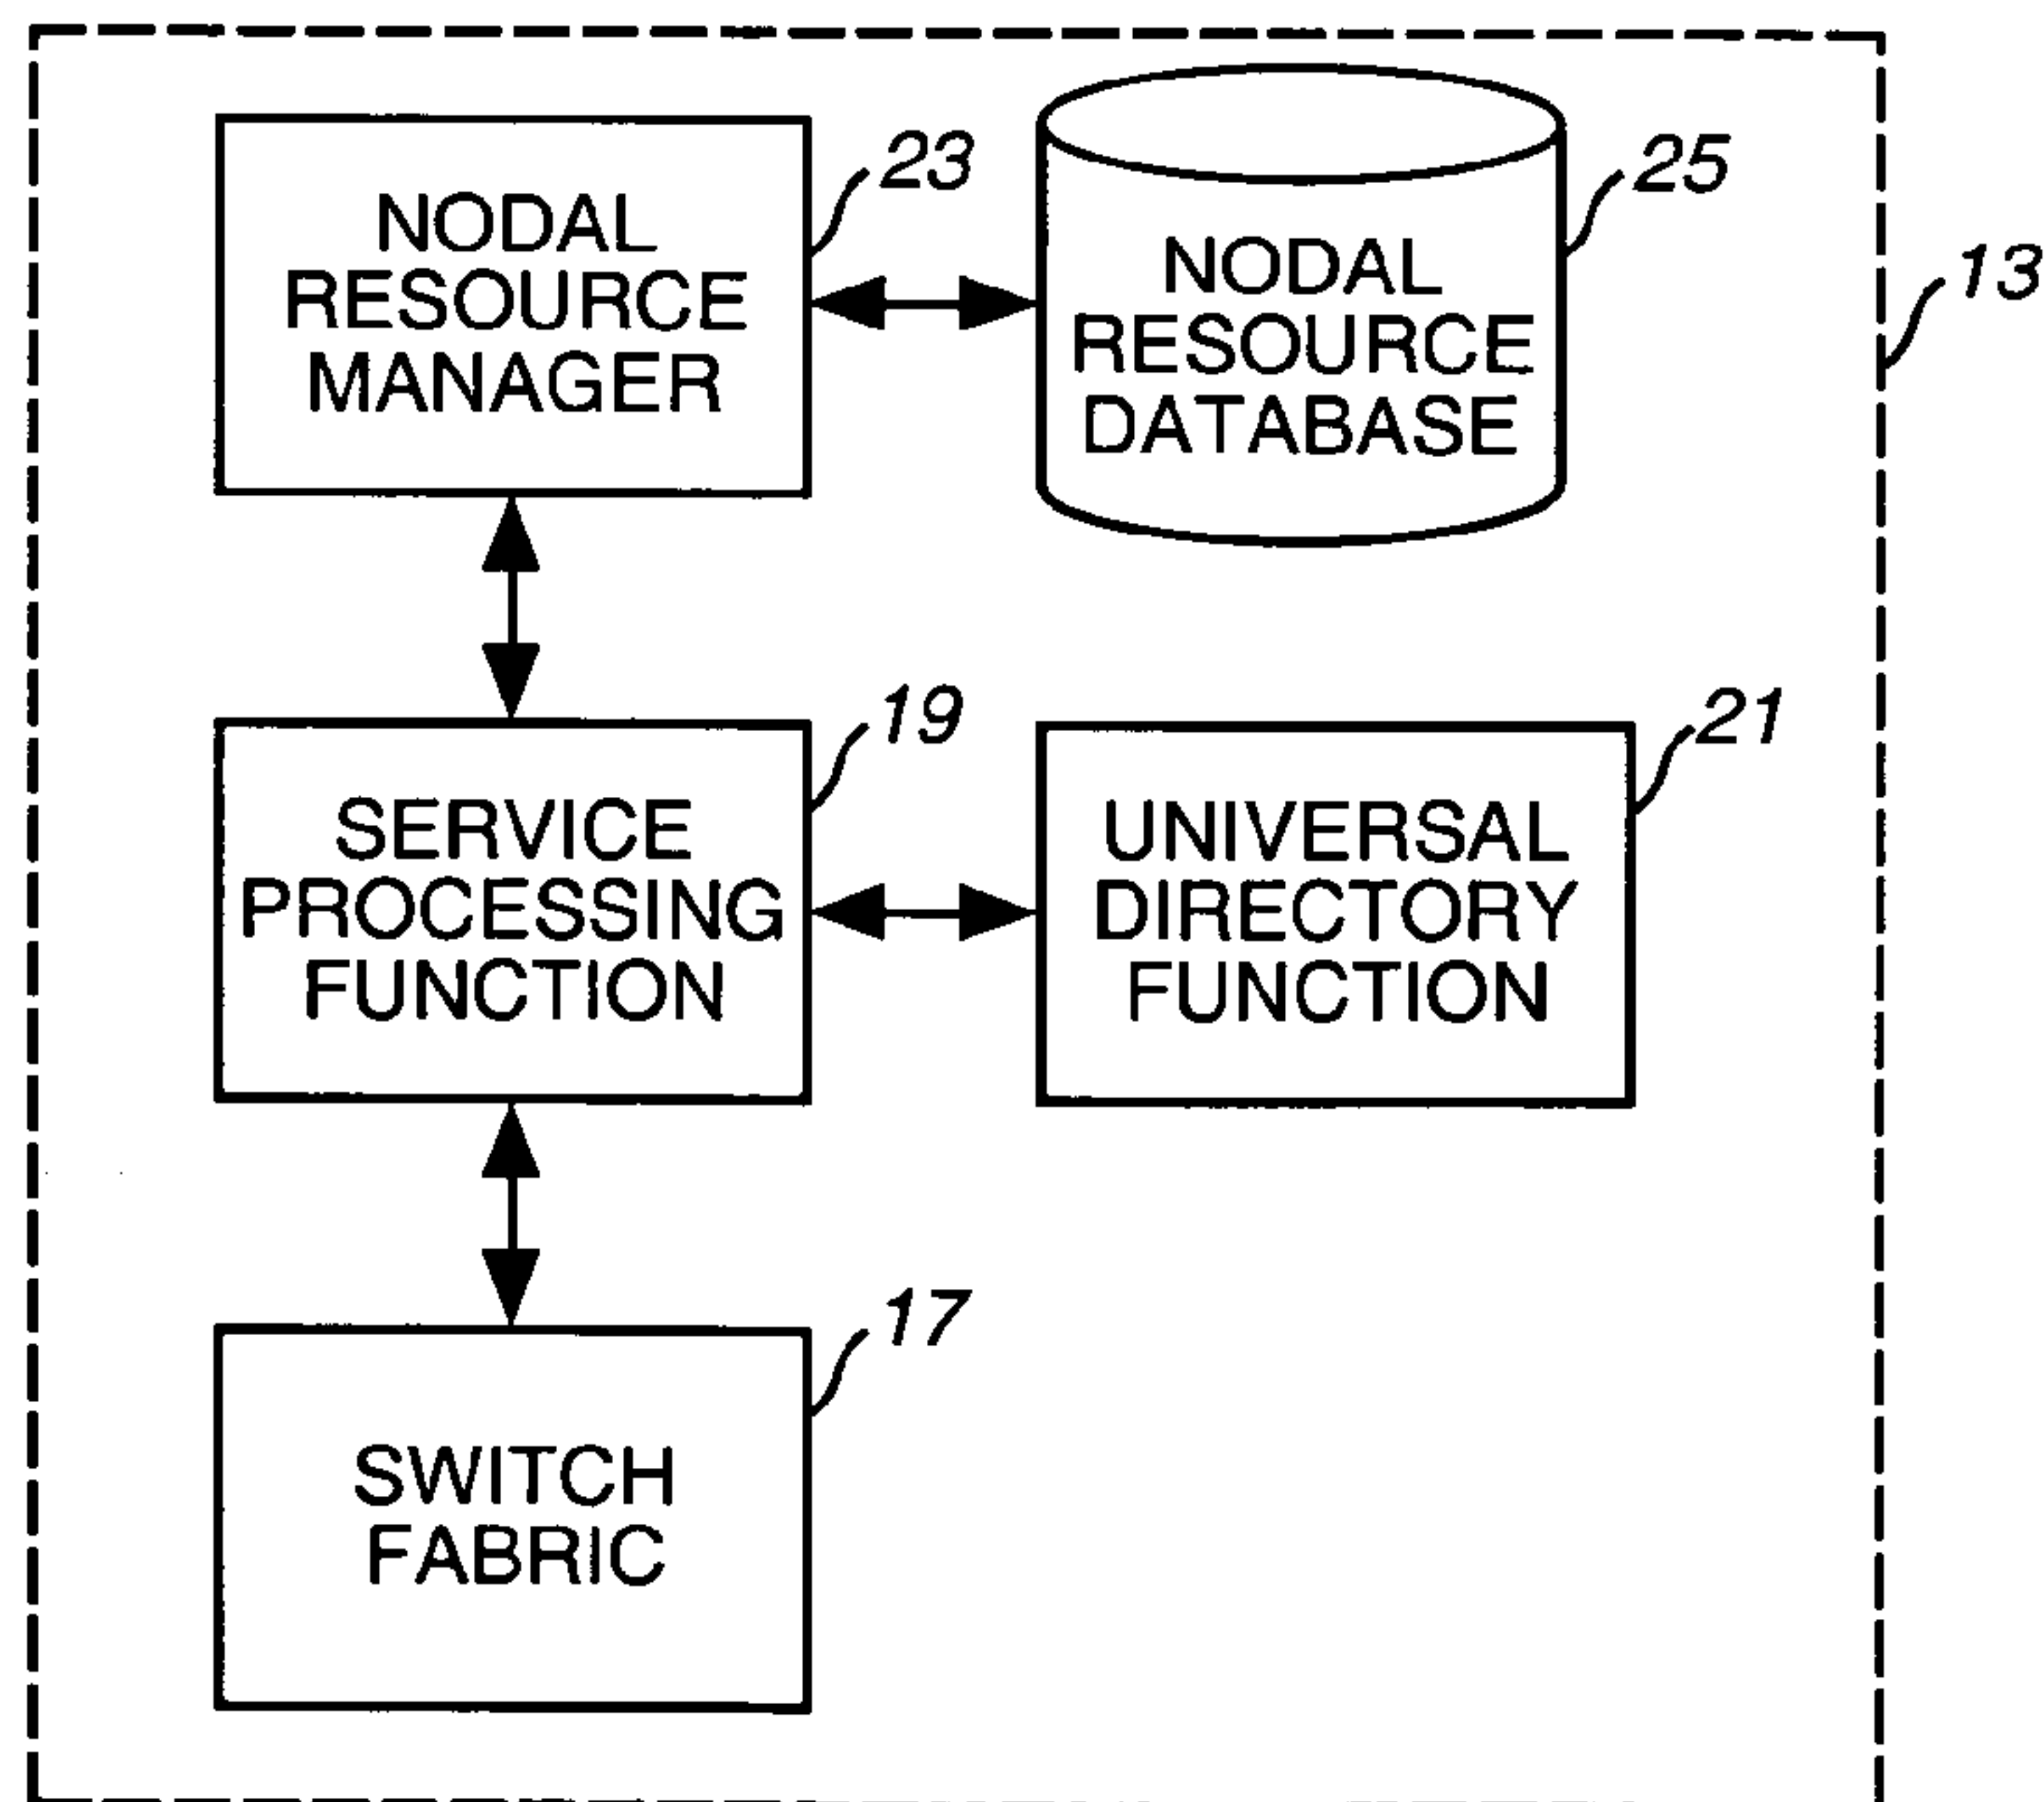 NODAL
RESOURCE
MANAGER
23
NODAL
RESOURCE
DATABASE
25
13
SERVICE
PROCESSING
FUNCTION
19
UNIVERSAL
DIRECTORY
FUNCTION
21
SWITCH
FABRIC
17